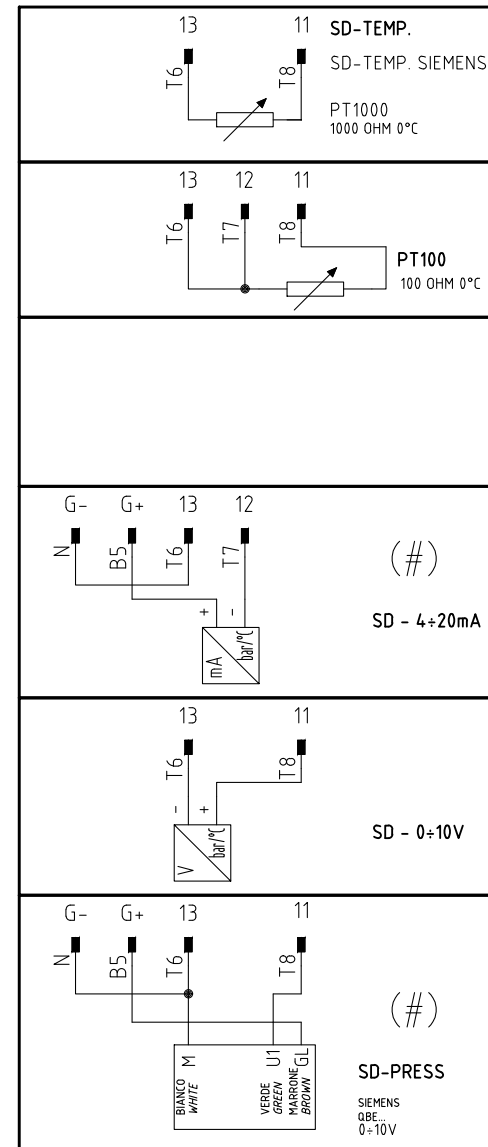 13 11 SD-TEMP.
T6 T8 SD-TEMP. SIEMENS
PT1000
1000 OHM 0°C
13 12 11
T6 T7 T8
PT100
100 OHM 0°C
G- G+ 13 12
N B5 T6 T7
(#)
+ -
SD - 4÷20mA
mA bar/°C
13 11
T6 T8
- +
V bar/°C
SD - 0÷10V
G- G+ 13 11
N B5 T6 T8
(#)
M U1 GL
BIANCO VERDE MARRONE
WHITE GREEN BROWN
SD-PRESS
SIEMENS
QBE...
0÷10V